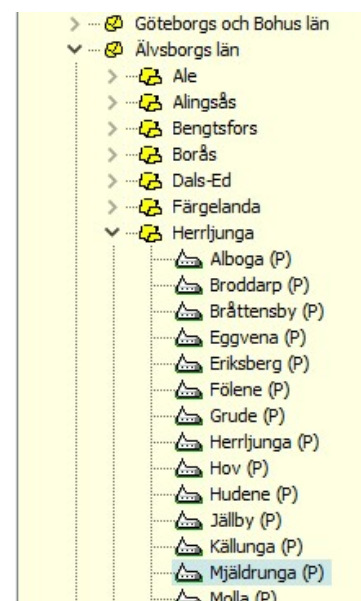 Göteborgs och Bohus län
Älvsborgs län
Ale
Alingsås
Bengtsfors
Borås
Dals-Ed
Färgelanda
Herrljunga
Alboga (P)
Broddarp (P)
Bråttensby (P)
Eggvena (P)
Eriksberg (P)
Fölene (P)
Grude (P)
Herrljunga (P)
Hov (P)
Hudene (P)
Jällby (P)
Källunga (P)
Mjäldrunga (P)
Molla (P)